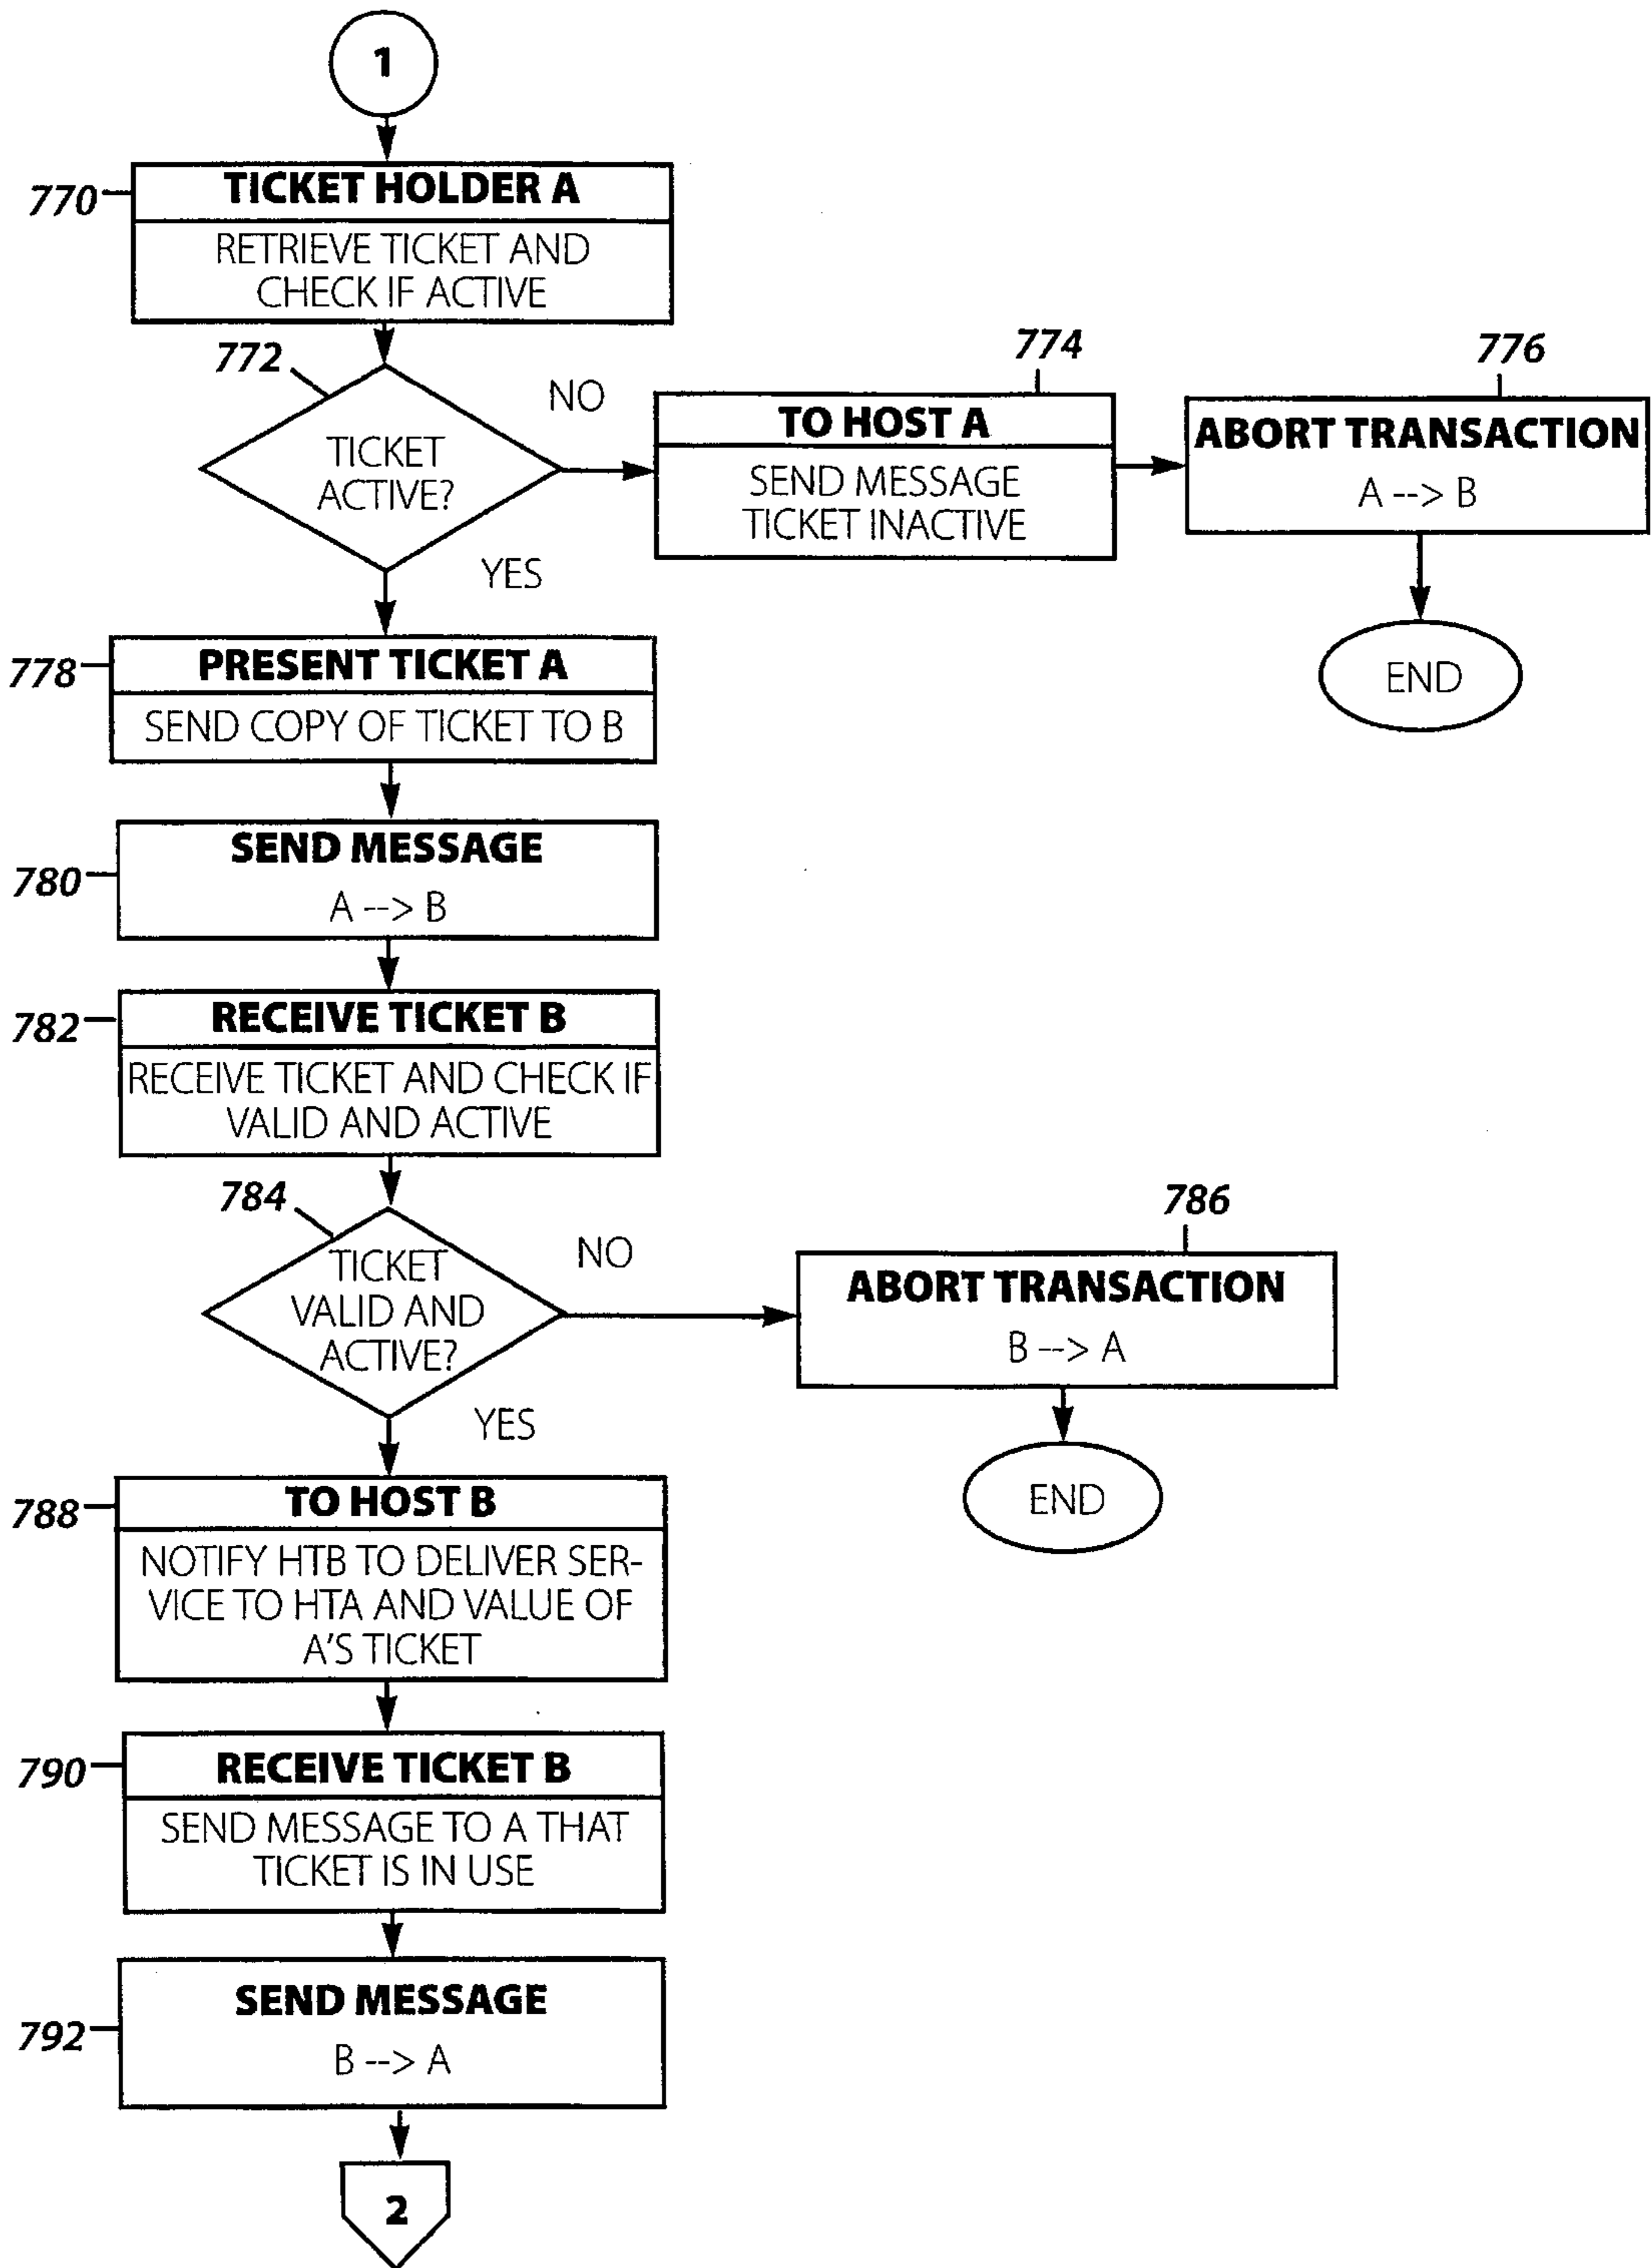 1
770
TICKET HOLDER A
RETRIEVE TICKET AND
CHECK IF ACTIVE
772
TICKET
ACTIVE?
NO
YES
774
TO HOST A
SEND MESSAGE
TICKET INACTIVE
776
ABORT TRANSACTION
A --> B
END
778
PRESENT TICKET A
SEND COPY OF TICKET TO B
780
SEND MESSAGE
A --> B
782
RECEIVE TICKET B
RECEIVE TICKET AND CHECK IF
VALID AND ACTIVE
784
TICKET
VALID AND
ACTIVE?
NO
YES
786
ABORT TRANSACTION
B --> A
END
788
TO HOST B
NOTIFY HTB TO DELIVER SER-
VICE TO HTA AND VALUE OF
A'S TICKET
790
RECEIVE TICKET B
SEND MESSAGE TO A THAT
TICKET IS IN USE
792
SEND MESSAGE
B --> A
2